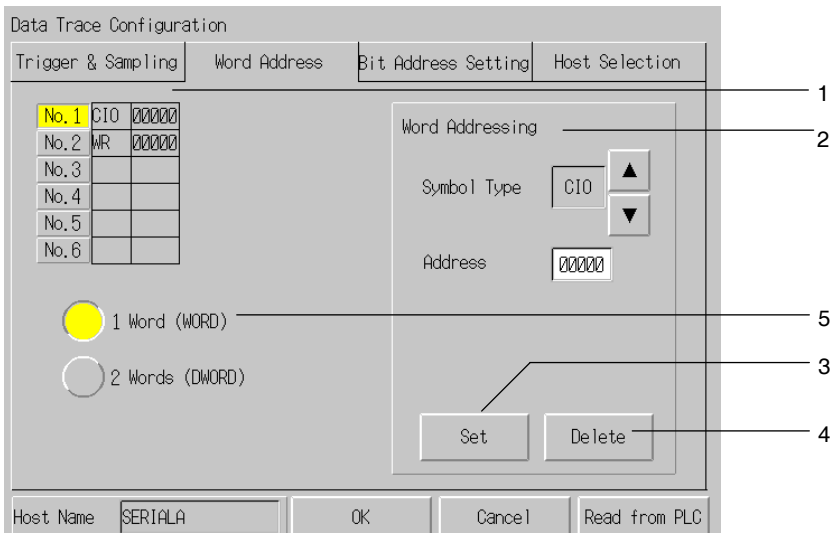 Data Trace Configuration
Trigger & Sampling Word Address Bit Address Setting Host Selection
1
No.1 CIO 00000
Word Addressing
2
No.2 WR 00000
No.3
Symbol Type CIO ▲
No.4
▼
No.5
No.6
Address 00000
1 Word (WORD)
5
2 Words (DWORD)
3
Set Delete
4
Host Name SERIALA OK Cancel Read from PLC